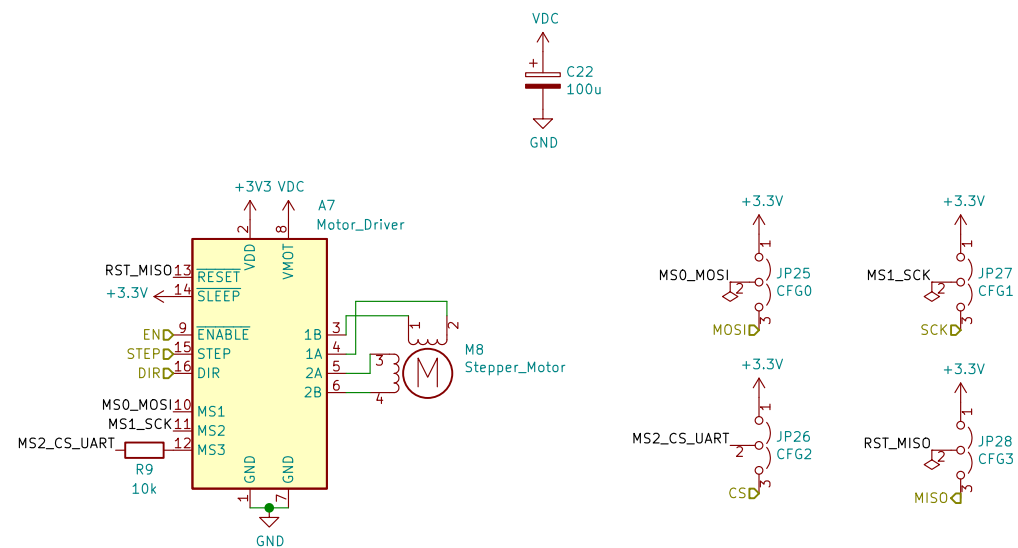 VDC
+
C22
100u
GND
+3V3 VDC
A7
Motor_Driver
2
8
VDD
VMOT
RST_MISO 13 RESET
+3.3V 14 SLEEP
EN 9 ENABLE
STEP 15 STEP
DIR 16 DIR
MS0_MOSI 10 MS1
MS1_SCK 11 MS2
MS2_CS_UART 12 MS3
R9
10k
1B 3
1A 4
2A 5
2B 6
1
2
3
4
M
M8
Stepper_Motor
GND
GND
1
7
GND
+3.3V
1
MS0_MOSI
2
JP25
CFG0
3
MOSI
+3.3V
1
MS1_SCK
2
JP27
CFG1
3
SCK
+3.3V
1
MS2_CS_UART
2
JP26
CFG2
3
CS
+3.3V
1
RST_MISO
2
JP28
CFG3
3
MISO